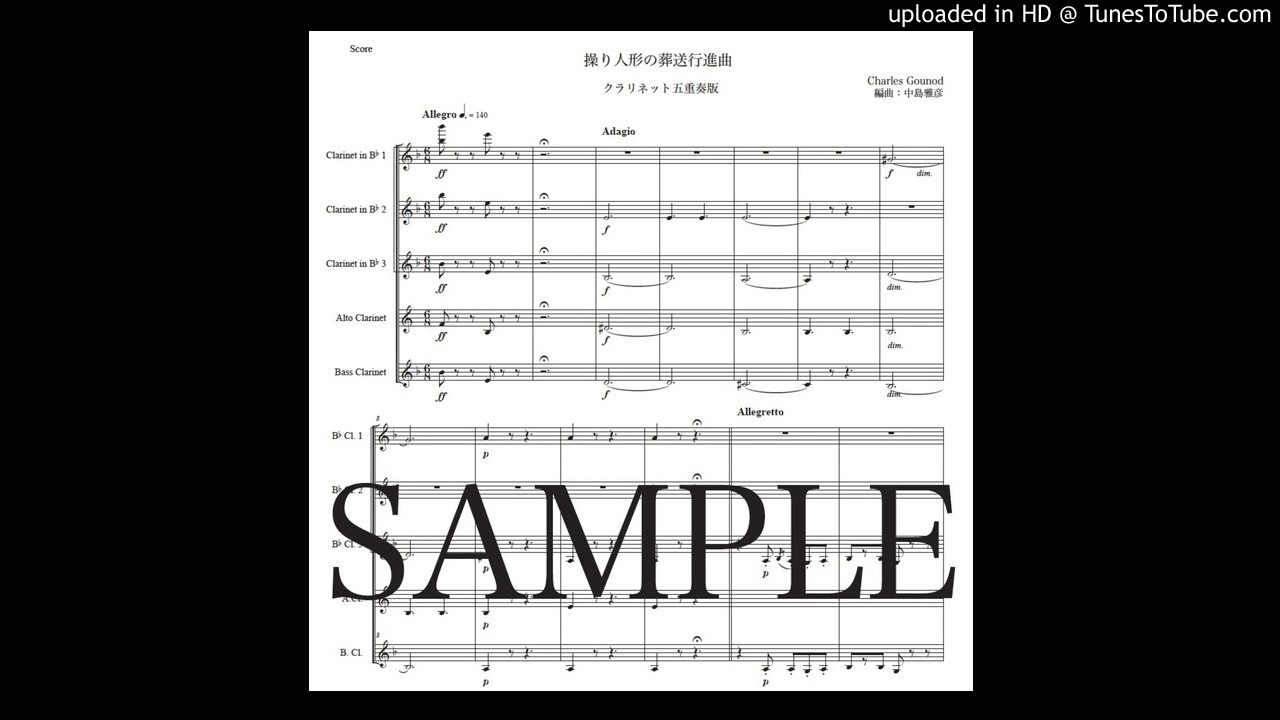 uploaded in HD @ TunesToTube.com
Score
操り人形の葬送行進曲
クラリネット五重奏版
Charles Gounod
編曲：中島雅彦
Allegro ♩. = 140
Adagio
Clarinet in B♭ 1
ff
f
dim.
Clarinet in B♭ 2
ff
f
Clarinet in B♭ 3
ff
f
dim.
Alto Clarinet
ff
f
dim.
Bass Clarinet
ff
f
dim.
Allegretto
8
B♭ Cl. 1
p
B♭ Cl. 2
B♭ Cl. 3
p
p
SAMPLE
A.Cl.
p
8
B. Cl.
p
p